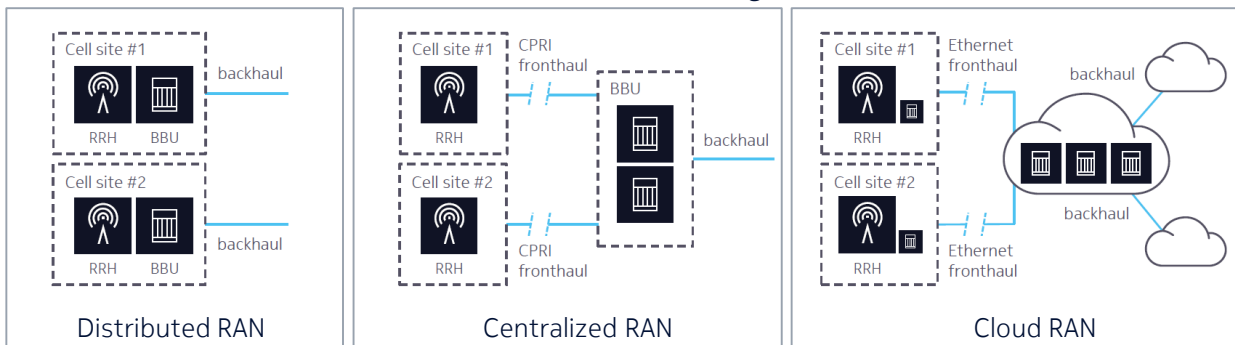 Cell site #1
backhaul
RRH
BBU
Cell site #2
backhaul
RRH
BBU
Distributed RAN
Cell site #1
CPRI
fronthaul
RRH
BBU
backhaul
Cell site #2
RRH
CPRI
fronthaul
Centralized RAN
Cell site #1
Ethernet
fronthaul
RRH
backhaul
Cell site #2
backhaul
RRH
Ethernet
fronthaul
Cloud RAN